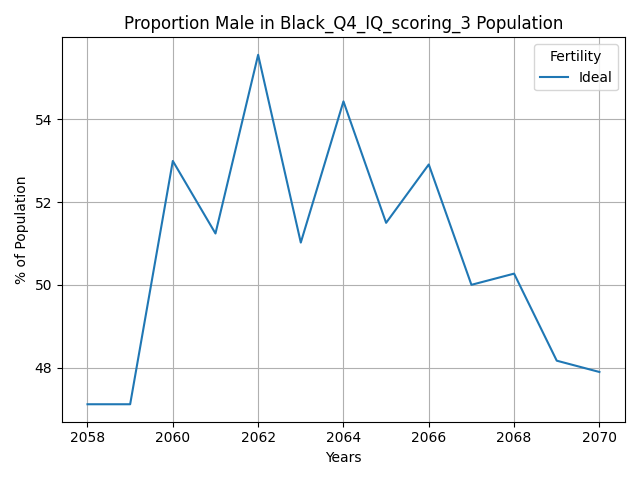 Proportion Male in Black_Q4_IQ_scoring_3 Population
Fertility
Ideal
% of Population
54
52
50
48
2058 2060 2062 2064 2066 2068 2070
Years